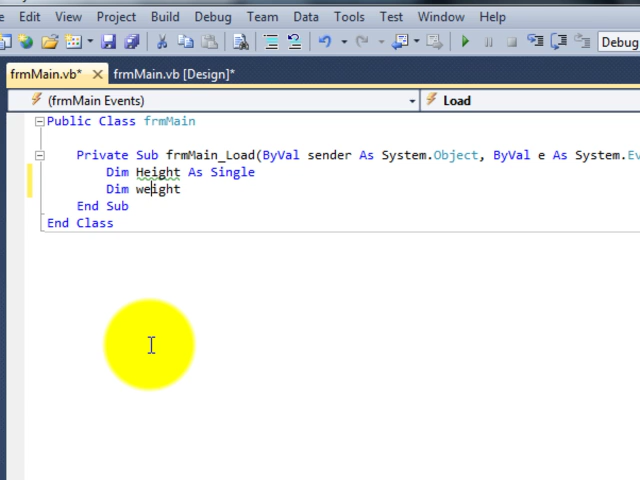 Edit View Project Build Debug Team Data Tools Test Window Help
Debug
frmMain.vb* frmMain.vb [Design]*
(frmMain Events) Load
Public Class frmMain
Private Sub frmMain_Load(ByVal sender As System.Object, ByVal e As System.Ev
Dim Height As Single
Dim weight
End Sub
End Class